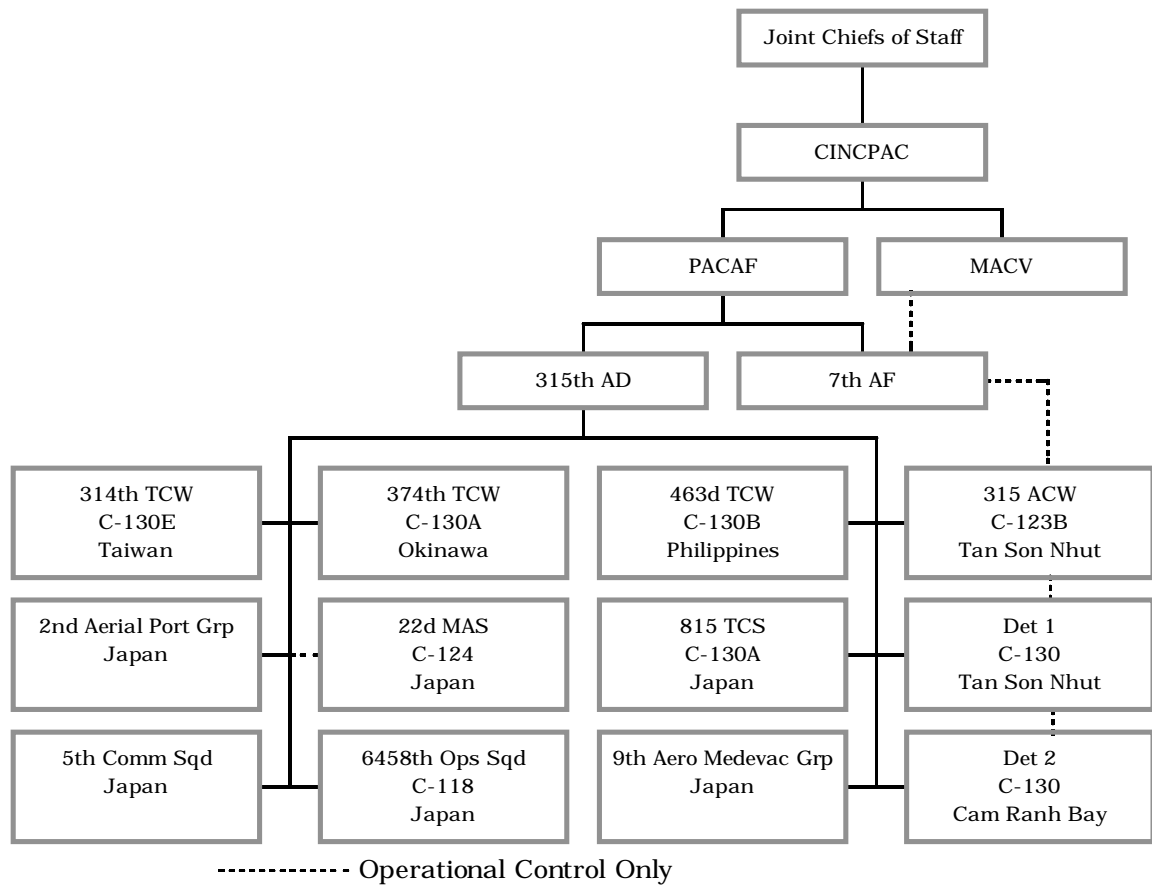 Joint Chiefs of Staff
CINCPAC
PACAF
MACV
315th AD
7th AF
314th TCW
C-130E
Taiwan
374th TCW
C-130A
Okinawa
463d TCW
C-130B
Philippines
315 ACW
C-123B
Tan Son Nhut
2nd Aerial Port Grp
Japan
22d MAS
C-124
Japan
815 TCS
C-130A
Japan
Det 1
C-130
Tan Son Nhut
5th Comm Sqd
Japan
6458th Ops Sqd
C-118
Japan
9th Aero Medevac Grp
Japan
Det 2
C-130
Cam Ranh Bay
Operational Control Only